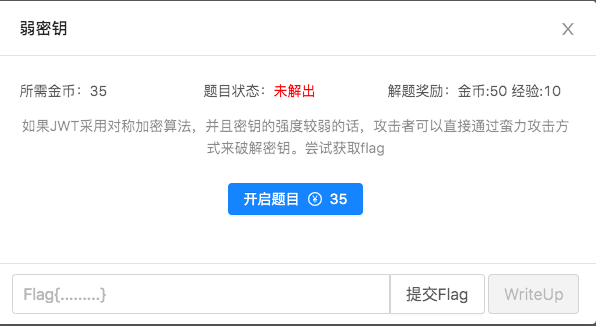 弱密钥
所需金币：35 题目状态：未解出 解题奖励：金币:50 经验:10
如果JWT采用对称加密算法，并且密钥的强度较弱的话，攻击者可以直接通过蛮力攻击方
式来破解密钥。尝试获取flag
开启题目 35
Flag{.........} 提交Flag WriteUp